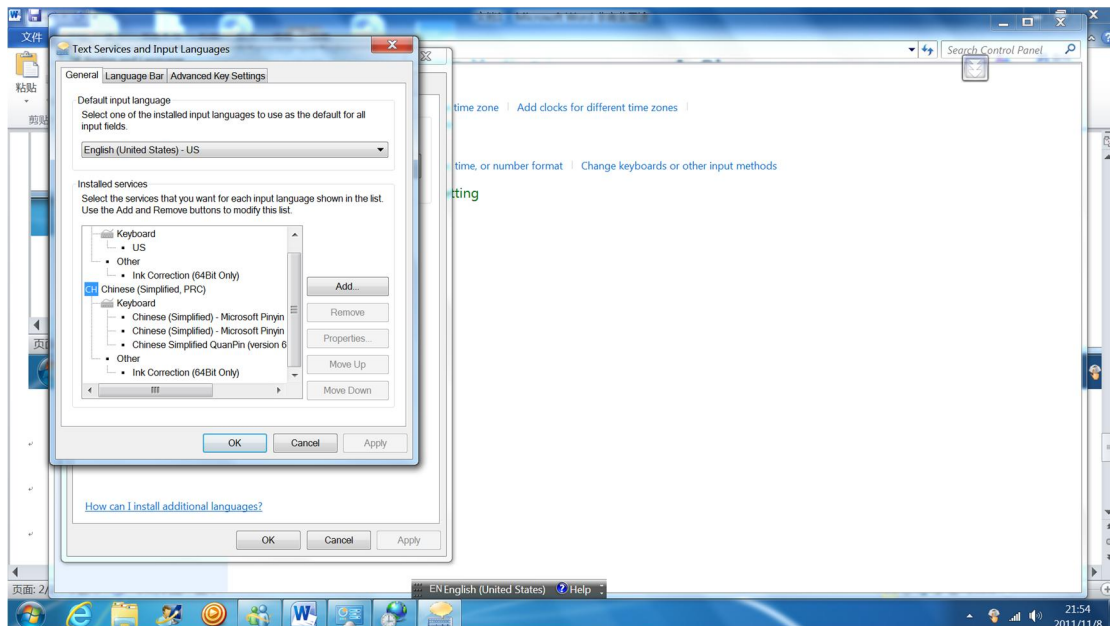 文件
粘贴
剪贴
Text Services and Input Languages
General Language Bar Advanced Key Settings
Default input language
Select one of the installed input languages to use as the default for all
input fields.
English (United States) - US
Installed services
Select the services that you want for each input language shown in the list.
Use the Add and Remove buttons to modify this list.
Keyboard
US
Other
Ink Correction (64Bit Only)
CH Chinese (Simplified, PRC)
Keyboard
Chinese (Simplified) - Microsoft Pinyin
Chinese (Simplified) - Microsoft Pinyin
Chinese Simplified QuanPin (version 6
Other
Ink Correction (64Bit Only)
Add...
Remove
Properties...
Move Up
Move Down
OK Cancel Apply
How can I install additional languages?
OK Cancel Apply
Search Control Panel
time zone Add clocks for different time zones
time, or number format Change keyboards or other input methods
tting
页面: 2/
EN English (United States) Help
21:54
2011/11/8